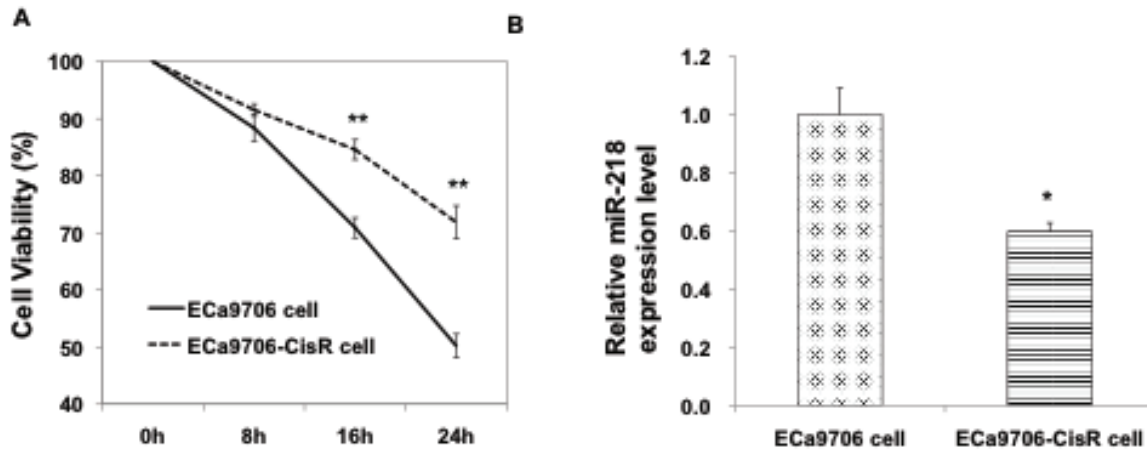 A
Cell Viability (%)
100
90
80
70
60
50
40
**
**
ECa9706 cell
ECa9706-CisR cell
0h
8h
16h
24h
B
Relative miR-218
expression level
1.2
1.0
0.8
0.6
0.4
0.2
0.0
*
ECa9706 cell
ECa9706-CisR cell